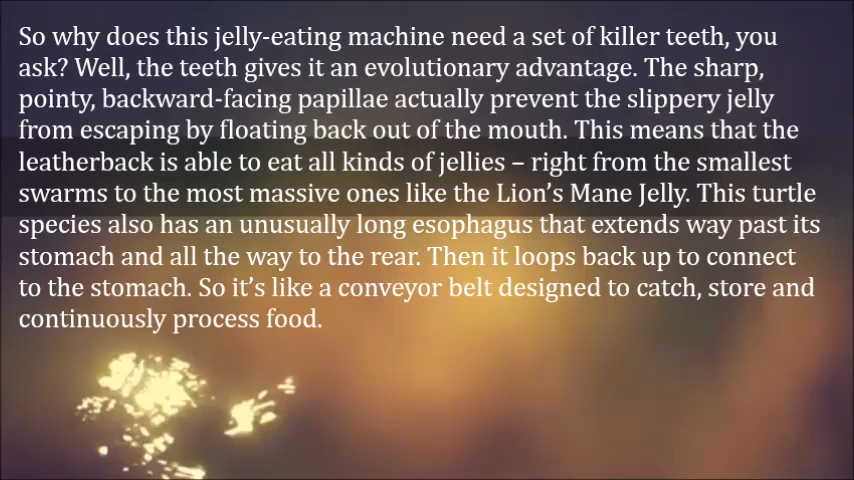 So why does this jelly-eating machine need a set of killer teeth, you
ask? Well, the teeth gives it an evolutionary advantage. The sharp,
pointy, backward-facing papillae actually prevent the slippery jelly
from escaping by floating back out of the mouth. This means that the
leatherback is able to eat all kinds of jellies – right from the smallest
swarms to the most massive ones like the Lion's Mane Jelly. This turtle
species also has an unusually long esophagus that extends way past its
stomach and all the way to the rear. Then it loops back up to connect
to the stomach. So it's like a conveyor belt designed to catch, store and
continuously process food.